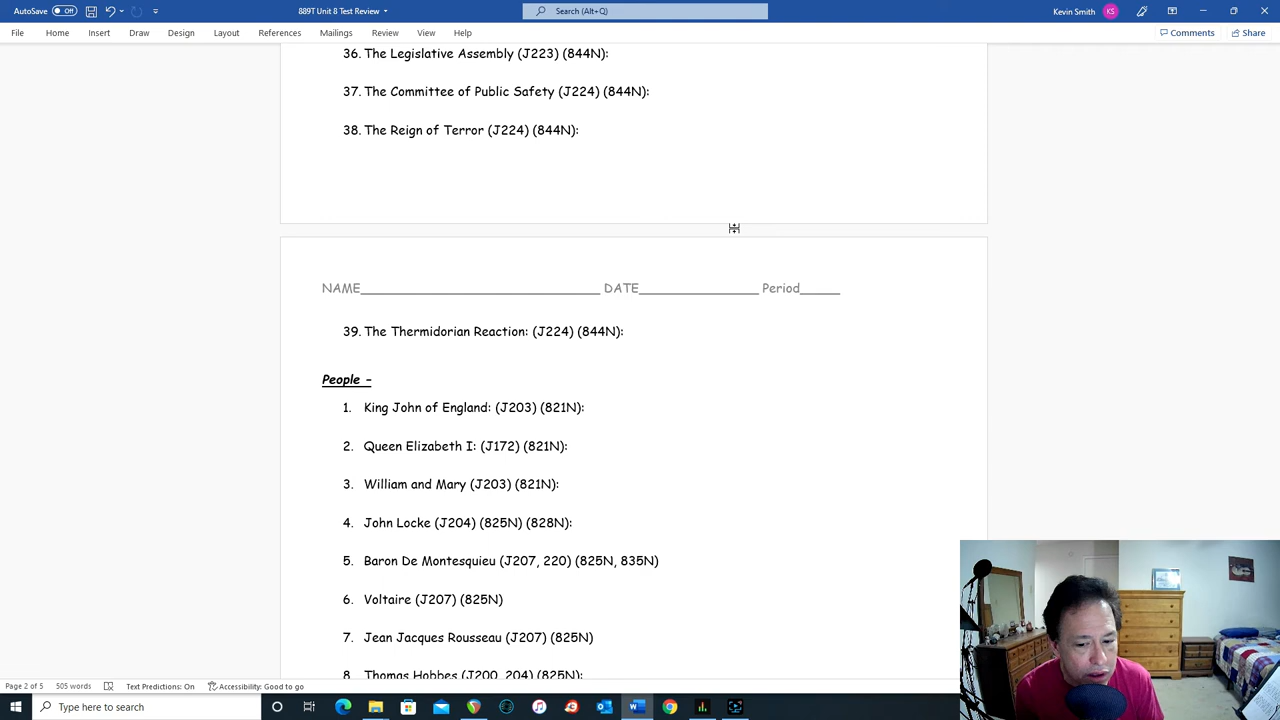 AutoSave Off 889T Unit 8 Test Review Search (Alt+Q) Kevin Smith KS
File Home Insert Draw Design Layout References Mailings Review View Help Comments Share
36. The Legislative Assembly (J223) (844N):
37. The Committee of Public Safety (J224) (844N):
38. The Reign of Terror (J224) (844N):
NAME______________________________ DATE_______________ Period_____
39. The Thermidorian Reaction: (J224) (844N):
People -
1. King John of England: (J203) (821N):
2. Queen Elizabeth I: (J172) (821N):
3. William and Mary (J203) (821N):
4. John Locke (J204) (825N) (828N):
5. Baron De Montesquieu (J207, 220) (825N, 835N)
6. Voltaire (J207) (825N)
7. Jean Jacques Rousseau (J207) (825N)
8. Thomas Hobbes (J200, 204) (825N):
Page 2 of 5 505 words Text Predictions: On Accessibility: Good to go
Type here to search